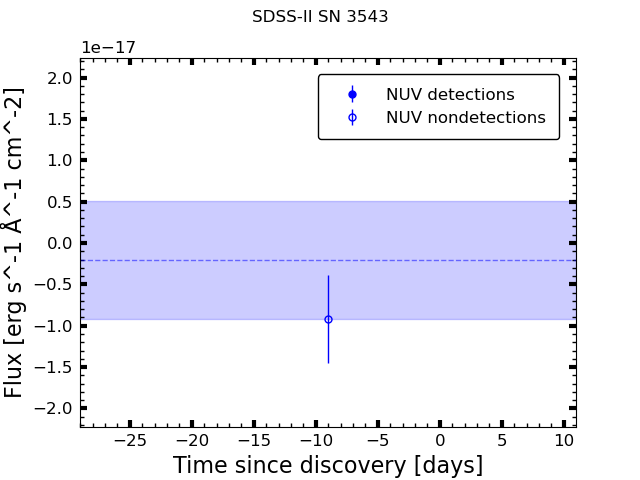 SDSS-II SN 3543
1e−17
NUV detections
NUV nondetections
2.0
1.5
1.0
0.5
0.0
−0.5
−1.0
−1.5
−2.0
Flux [erg s^-1 Å^-1 cm^-2]
−25 −20 −15 −10 −5 0 5 10
Time since discovery [days]